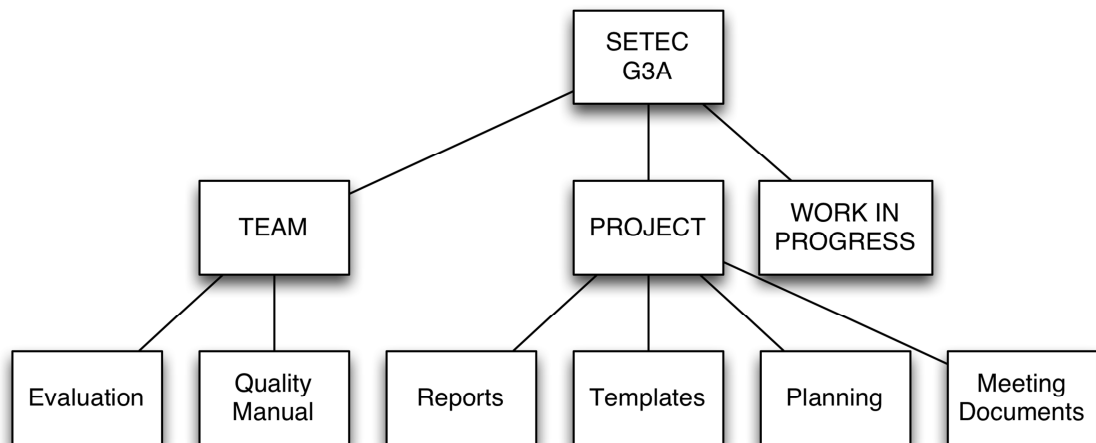 SETEC
G3A
TEAM
PROJECT
WORK IN
PROGRESS
Evaluation
Quality
Manual
Reports
Templates
Planning
Meeting
Documents